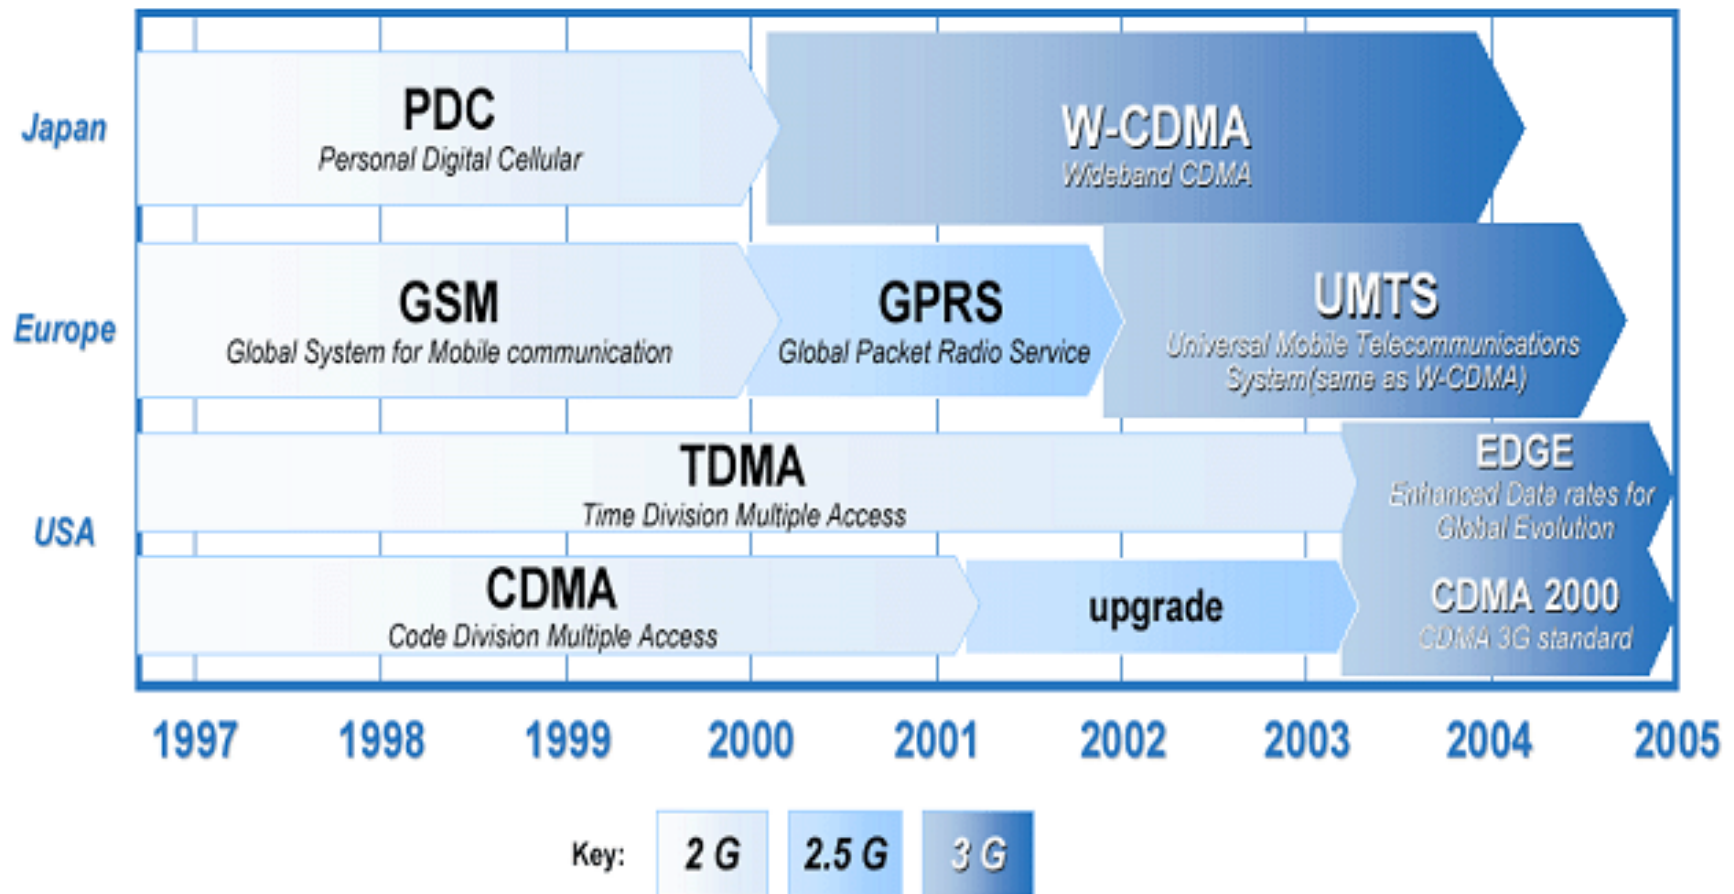 Japan
PDC
Personal Digital Cellular
W-CDMA
Wideband CDMA
Europe
GSM
Global System for Mobile communication
GPRS
Global Packet Radio Service
UMTS
Universal Mobile Telecommunications
System(same as W-CDMA)
USA
TDMA
Time Division Multiple Access
EDGE
Enhanced Data rates for
Global Evolution
CDMA
Code Division Multiple Access
upgrade
CDMA 2000
CDMA 3G standard
1997 1998 1999 2000 2001 2002 2003 2004 2005
Key: 2 G 2.5 G 3 G